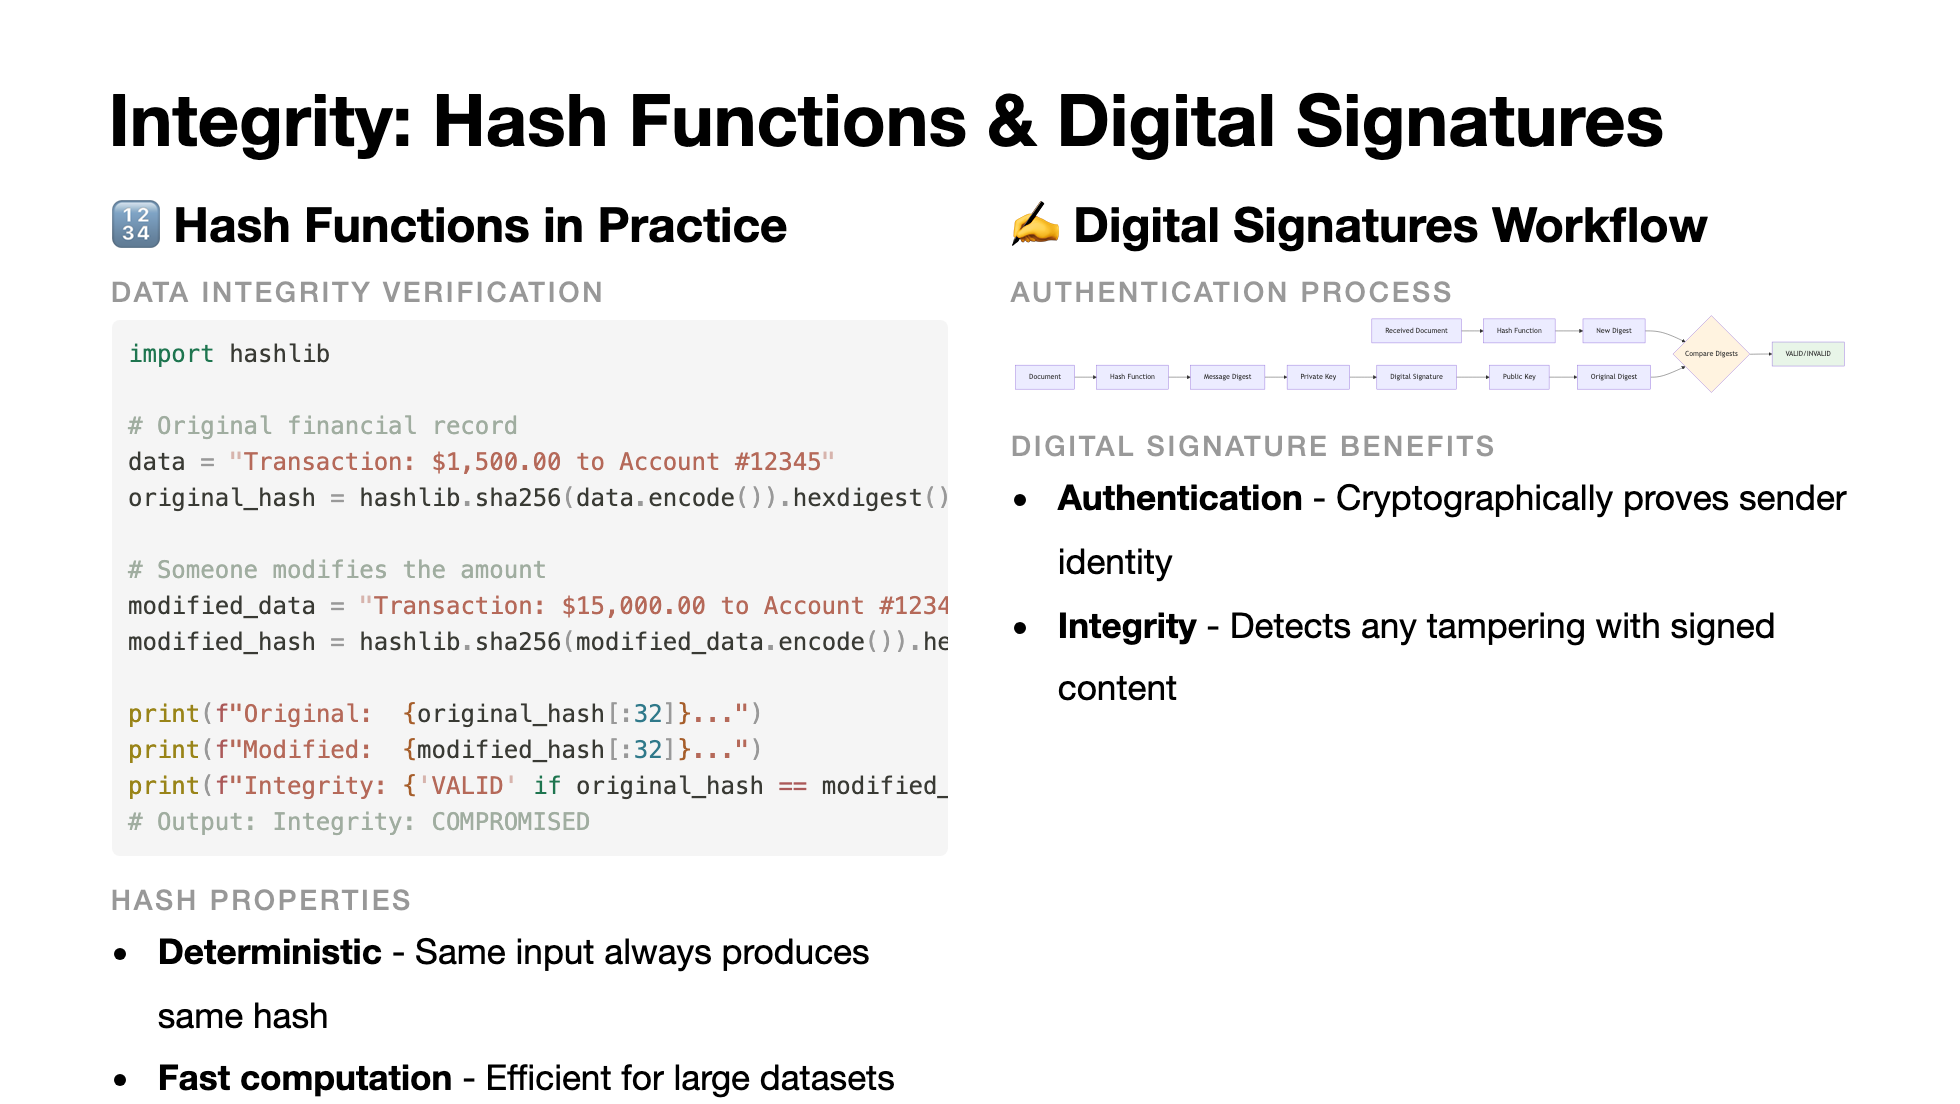 Integrity: Hash Functions & Digital Signatures
🔢 Hash Functions in Practice
DATA INTEGRITY VERIFICATION
import hashlib
# Original financial record
data = "Transaction: $1,500.00 to Account #12345"
original_hash = hashlib.sha256(data.encode()).hexdigest()
# Someone modifies the amount
modified_data = "Transaction: $15,000.00 to Account #1234
modified_hash = hashlib.sha256(modified_data.encode()).he
print(f"Original:  {original_hash[:32]}...")
print(f"Modified:  {modified_hash[:32]}...")
print(f"Integrity: {'VALID' if original_hash == modified_
# Output: Integrity: COMPROMISED
HASH PROPERTIES
• Deterministic - Same input always produces
same hash
• Fast computation - Efficient for large datasets
✍️ Digital Signatures Workflow
AUTHENTICATION PROCESS
Received Document
Hash Function
New Digest
Compare Digests
VALID/INVALID
Document
Hash Function
Message Digest
Private Key
Digital Signature
Public Key
Original Digest
DIGITAL SIGNATURE BENEFITS
• Authentication - Cryptographically proves sender
identity
• Integrity - Detects any tampering with signed
content